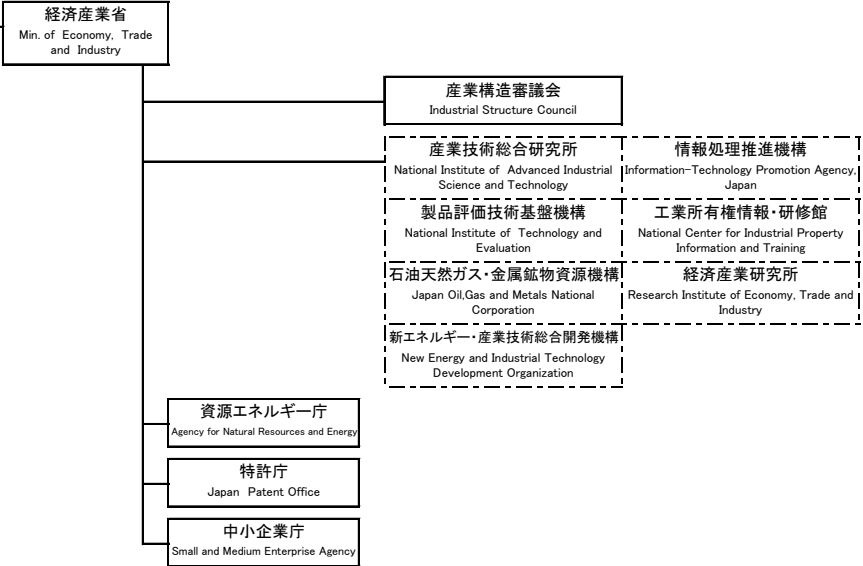 経済産業省
Min. of Economy, Trade
and Industry
産業構造審議会
Industrial Structure Council
産業技術総合研究所
National Institute of Advanced Industrial
Science and Technology
情報処理推進機構
Information-Technology Promotion Agency,
Japan
製品評価技術基盤機構
National Institute of Technology and
Evaluation
工業所有権情報・研修館
National Center for Industrial Property
Information and Training
石油天然ガス・金属鉱物資源機構
Japan Oil,Gas and Metals National
Corporation
経済産業研究所
Research Institute of Economy, Trade and
Industry
新エネルギー・産業技術総合開発機構
New Energy and Industrial Technology
Development Organization
資源エネルギー庁
Agency for Natural Resources and Energy
特許庁
Japan Patent Office
中小企業庁
Small and Medium Enterprise Agency